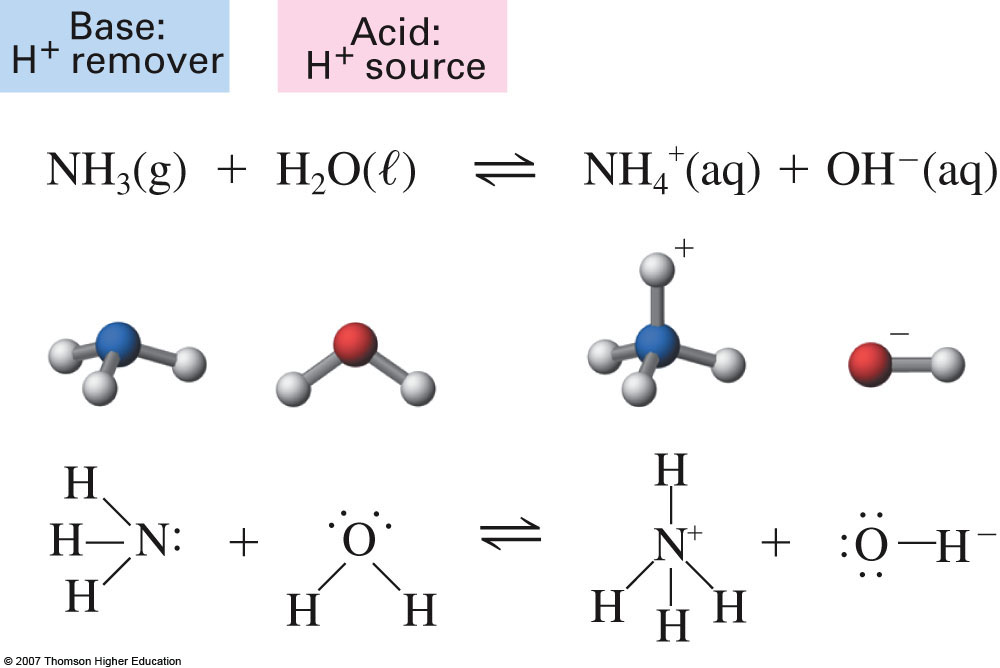 Base:
H⁺ remover
Acid:
H⁺ source
NH₃(g) + H₂O(ℓ) ⇌ NH₄⁺(aq) + OH⁻(aq)
+
−
H
H
H—N: + O ⇌ N⁺ + :O—H⁻
H
H H
H H H
© 2007 Thomson Higher Education